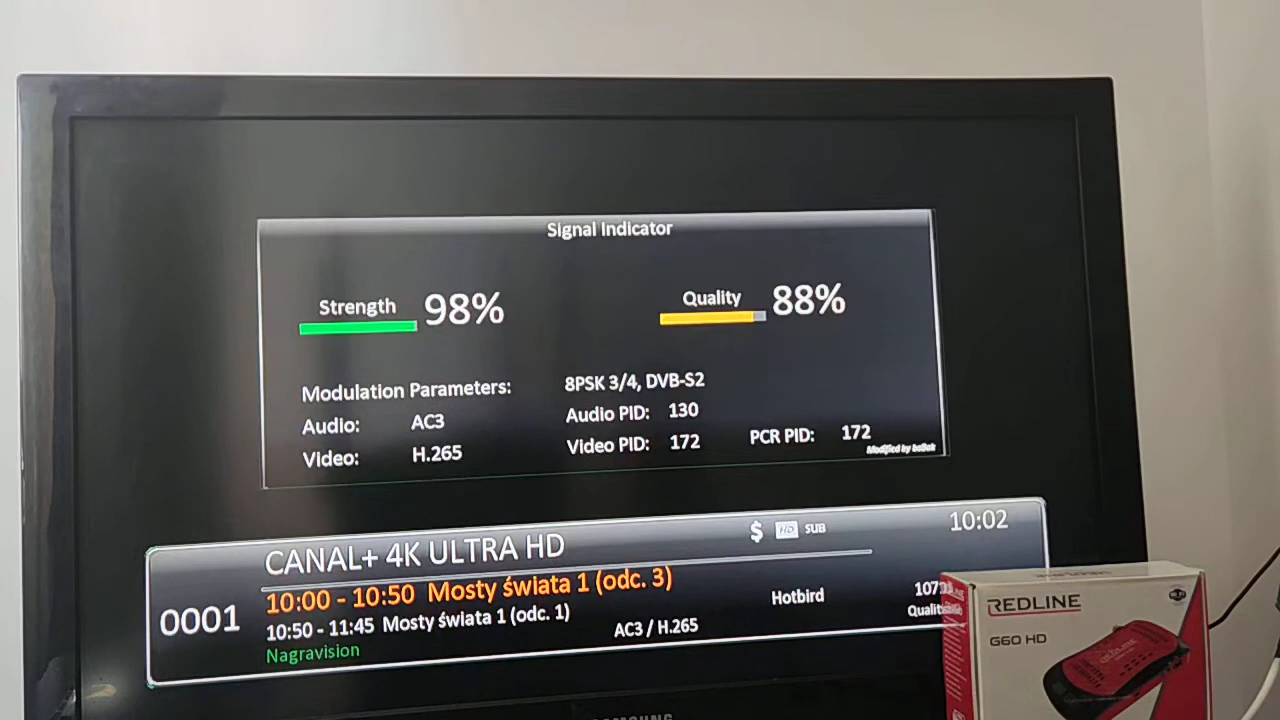 Signal Indicator
Strength 98%
Quality 88%
Modulation Parameters: 8PSK 3/4, DVB-S2
Audio: AC3 Audio PID: 130
Video: H.265 Video PID: 172 PCR PID: 172
Modified by
$ HD SUB 10:02
CANAL+ 4K ULTRA HD
10:00 - 10:50 Mosty świata 1 (odc. 3)
0001 Hotbird
10:50 - 11:45 Mosty świata 1 (odc. 1)
AC3 / H.265
Nagravision
REDLINE
G60 HD
SAMSUNG